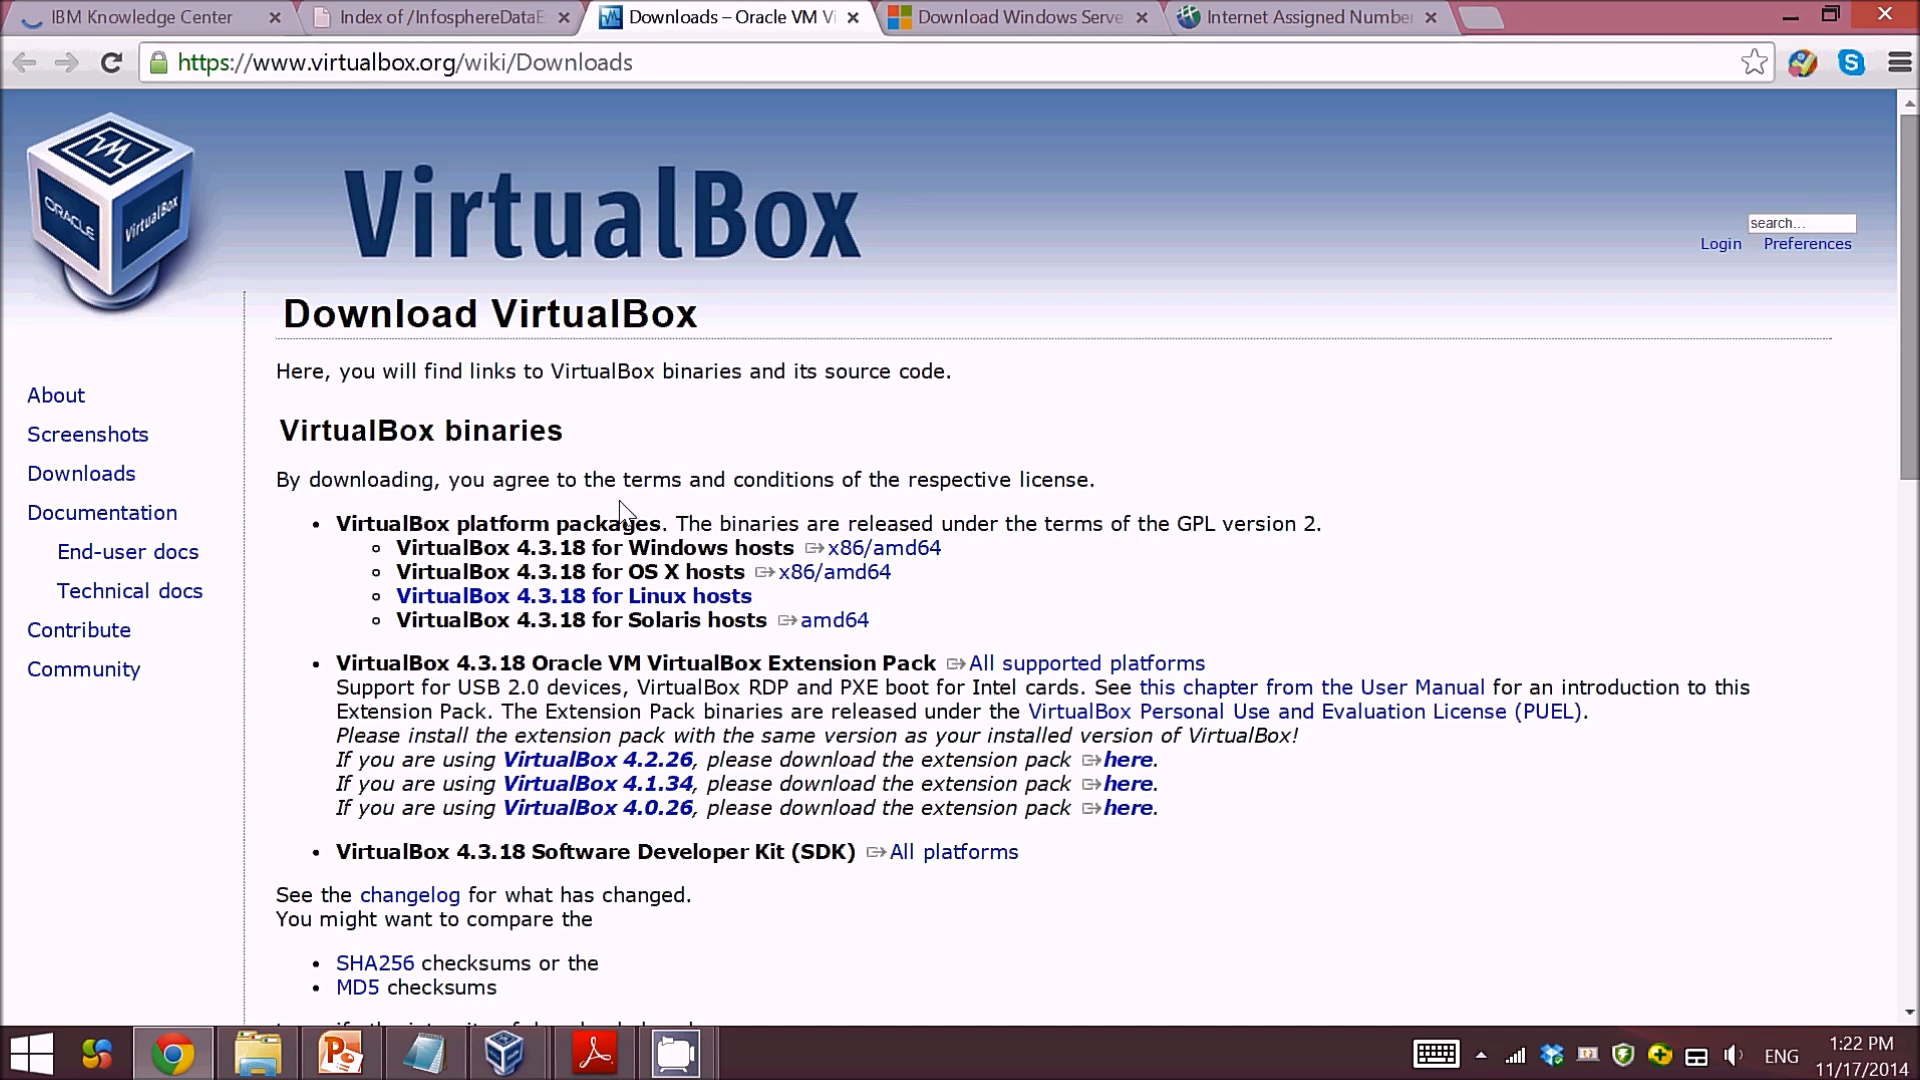 IBM Knowledge Center
Index of /InfosphereDataE
Downloads – Oracle VM Vi
Download Windows Serve
Internet Assigned Number
https://www.virtualbox.org/wiki/Downloads
ORACLE
VirtualBox
VirtualBox
search...
Login Preferences
Download VirtualBox
Here, you will find links to VirtualBox binaries and its source code.
About
Screenshots
Downloads
Documentation
End-user docs
Technical docs
Contribute
Community
VirtualBox binaries
By downloading, you agree to the terms and conditions of the respective license.
• VirtualBox platform packages. The binaries are released under the terms of the GPL version 2.
VirtualBox 4.3.18 for Windows hosts x86/amd64
VirtualBox 4.3.18 for OS X hosts x86/amd64
VirtualBox 4.3.18 for Linux hosts
VirtualBox 4.3.18 for Solaris hosts amd64
• VirtualBox 4.3.18 Oracle VM VirtualBox Extension Pack All supported platforms
Support for USB 2.0 devices, VirtualBox RDP and PXE boot for Intel cards. See this chapter from the User Manual for an introduction to this
Extension Pack. The Extension Pack binaries are released under the VirtualBox Personal Use and Evaluation License (PUEL).
Please install the extension pack with the same version as your installed version of VirtualBox!
If you are using VirtualBox 4.2.26, please download the extension pack here.
If you are using VirtualBox 4.1.34, please download the extension pack here.
If you are using VirtualBox 4.0.26, please download the extension pack here.
• VirtualBox 4.3.18 Software Developer Kit (SDK) All platforms
See the changelog for what has changed.
You might want to compare the
• SHA256 checksums or the
• MD5 checksums
ENG
1:22 PM
11/17/2014